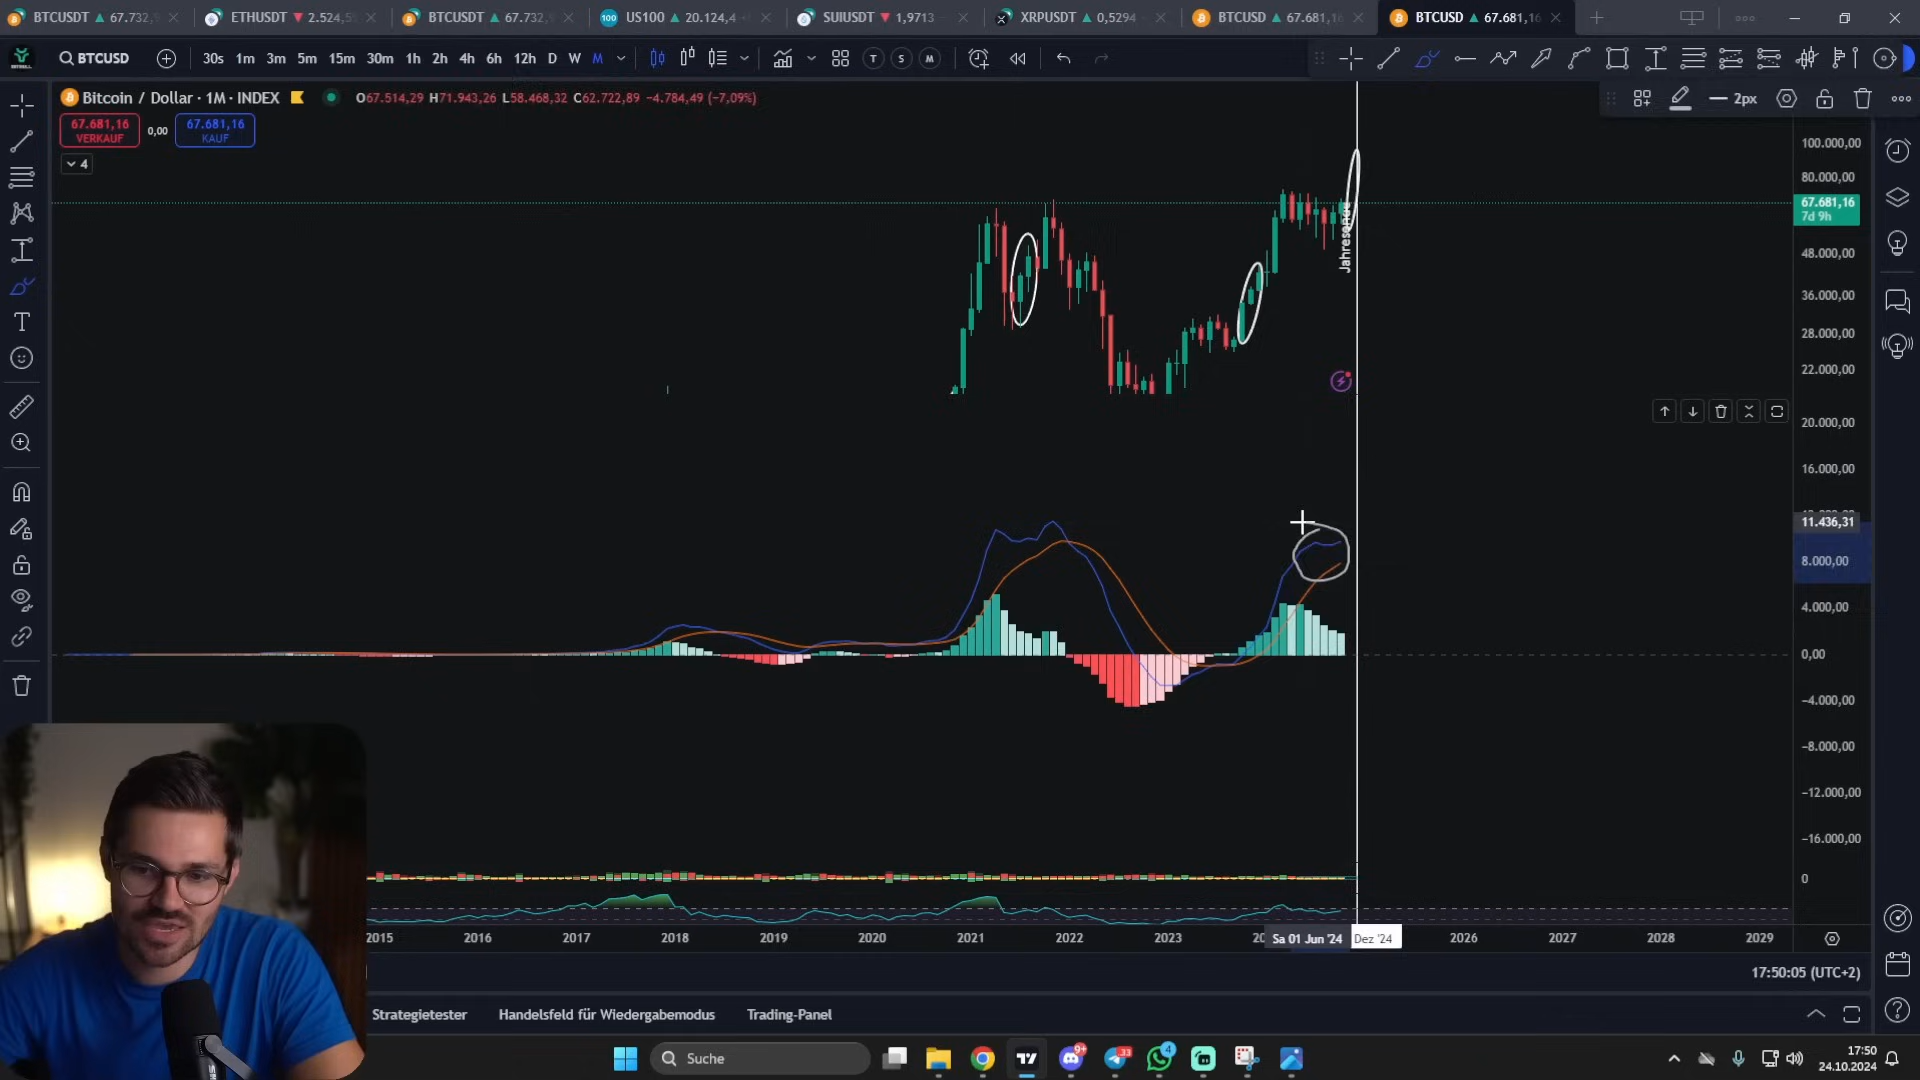 BTCUSDT ▲ 67.732,
ETHUSDT ▼ 2.524,5
BTCUSDT ▲ 67.732,
100 US100 ▲ 20.124,4
SUIUSDT ▼ 1,9713
XRPUSDT ▲ 0,5294
BTCUSD ▲ 67.681,16
BTCUSD ▲ 67.681,16
BTCUSD 30s 1m 3m 5m 15m 30m 1h 2h 4h 6h 12h D W M T S M
Bitcoin / Dollar · 1M · INDEX O67.514,29 H71.943,26 L58.468,32 C62.722,89 -4.784,49 (-7,09%)
2px
67.681,16
VERKAUF
0,00
67.681,16
KAUF
4
100.000,00
80.000,00
67.681,16
7d 9h
48.000,00
36.000,00
28.000,00
22.000,00
Jahresende
20.000,00
16.000,00
11.436,31
8.000,00
4.000,00
0,00
-4.000,00
-8.000,00
-12.000,00
-16.000,00
0
2015 2016 2017 2018 2019 2020 2021 2022 2023 Sa 01 Jun '24 Dez '24 2026 2027 2028 2029
17:50:05 (UTC+2)
Strategietester Handelsfeld für Wiedergabemodus Trading-Panel
Suche
9+
33
4
17:50
24.10.2024